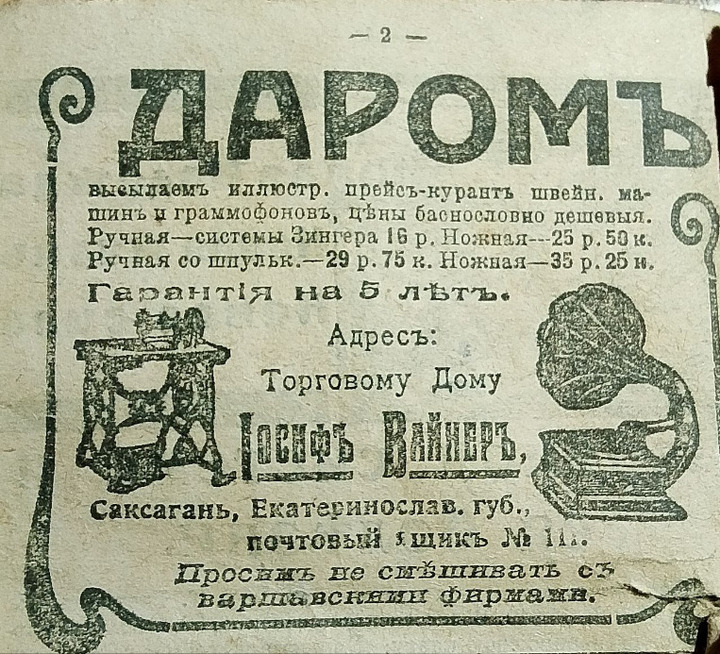 — 2 —
ДАРОМЪ
высылаемъ иллюстр. прейсъ-курантъ швейн. ма-
шинъ и граммофоновъ, цѣны баснословно дешевыя.
Ручная—системы Зингера 16 р. Ножная—25 р. 50 к.
Ручная со шпульк.—29 р. 75 к. Ножная—35 р. 25 к.
Гарантія на 5 лѣтъ.
Адресъ:
Торговому Дому
Іосифъ Вайнеръ,
Саксагань, Екатеринослав. губ.,
почтовый ящикъ №
Просимъ не смѣшивать съ
варшавскими фирмами.